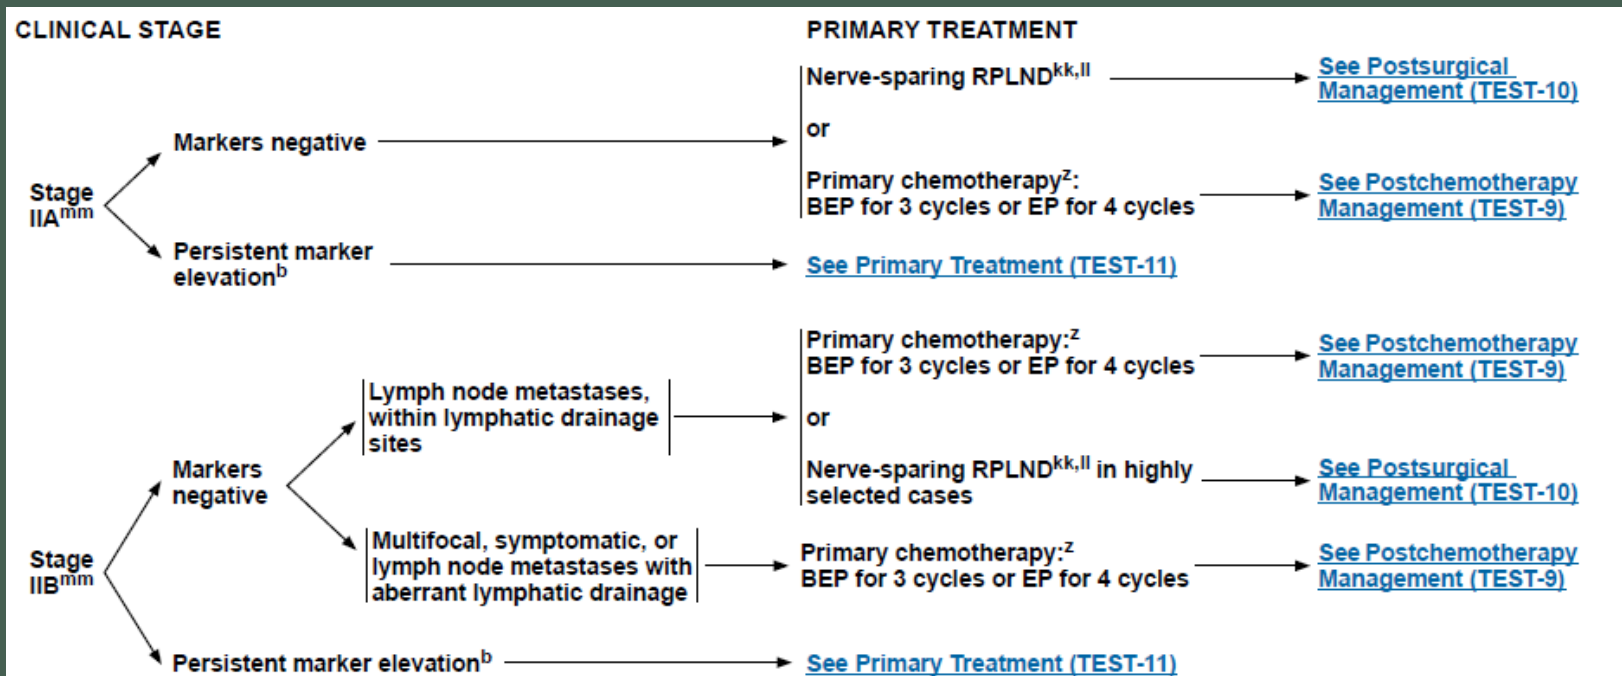 CLINICAL STAGE
PRIMARY TREATMENT
Nerve-sparing RPLNDkk,ll
See Postsurgical
Management (TEST-10)
or
Markers negative
Primary chemotherapyz:
BEP for 3 cycles or EP for 4 cycles
See Postchemotherapy
Management (TEST-9)
Stage
IIAmm
Persistent marker
elevationb
See Primary Treatment (TEST-11)
Primary chemotherapy:z
BEP for 3 cycles or EP for 4 cycles
See Postchemotherapy
Management (TEST-9)
Lymph node metastases,
within lymphatic drainage
sites
or
Markers
negative
Nerve-sparing RPLNDkk,ll in highly
selected cases
See Postsurgical
Management (TEST-10)
Multifocal, symptomatic, or
lymph node metastases with
aberrant lymphatic drainage
Primary chemotherapy:z
BEP for 3 cycles or EP for 4 cycles
See Postchemotherapy
Management (TEST-9)
Stage
IIBmm
Persistent marker elevationb
See Primary Treatment (TEST-11)